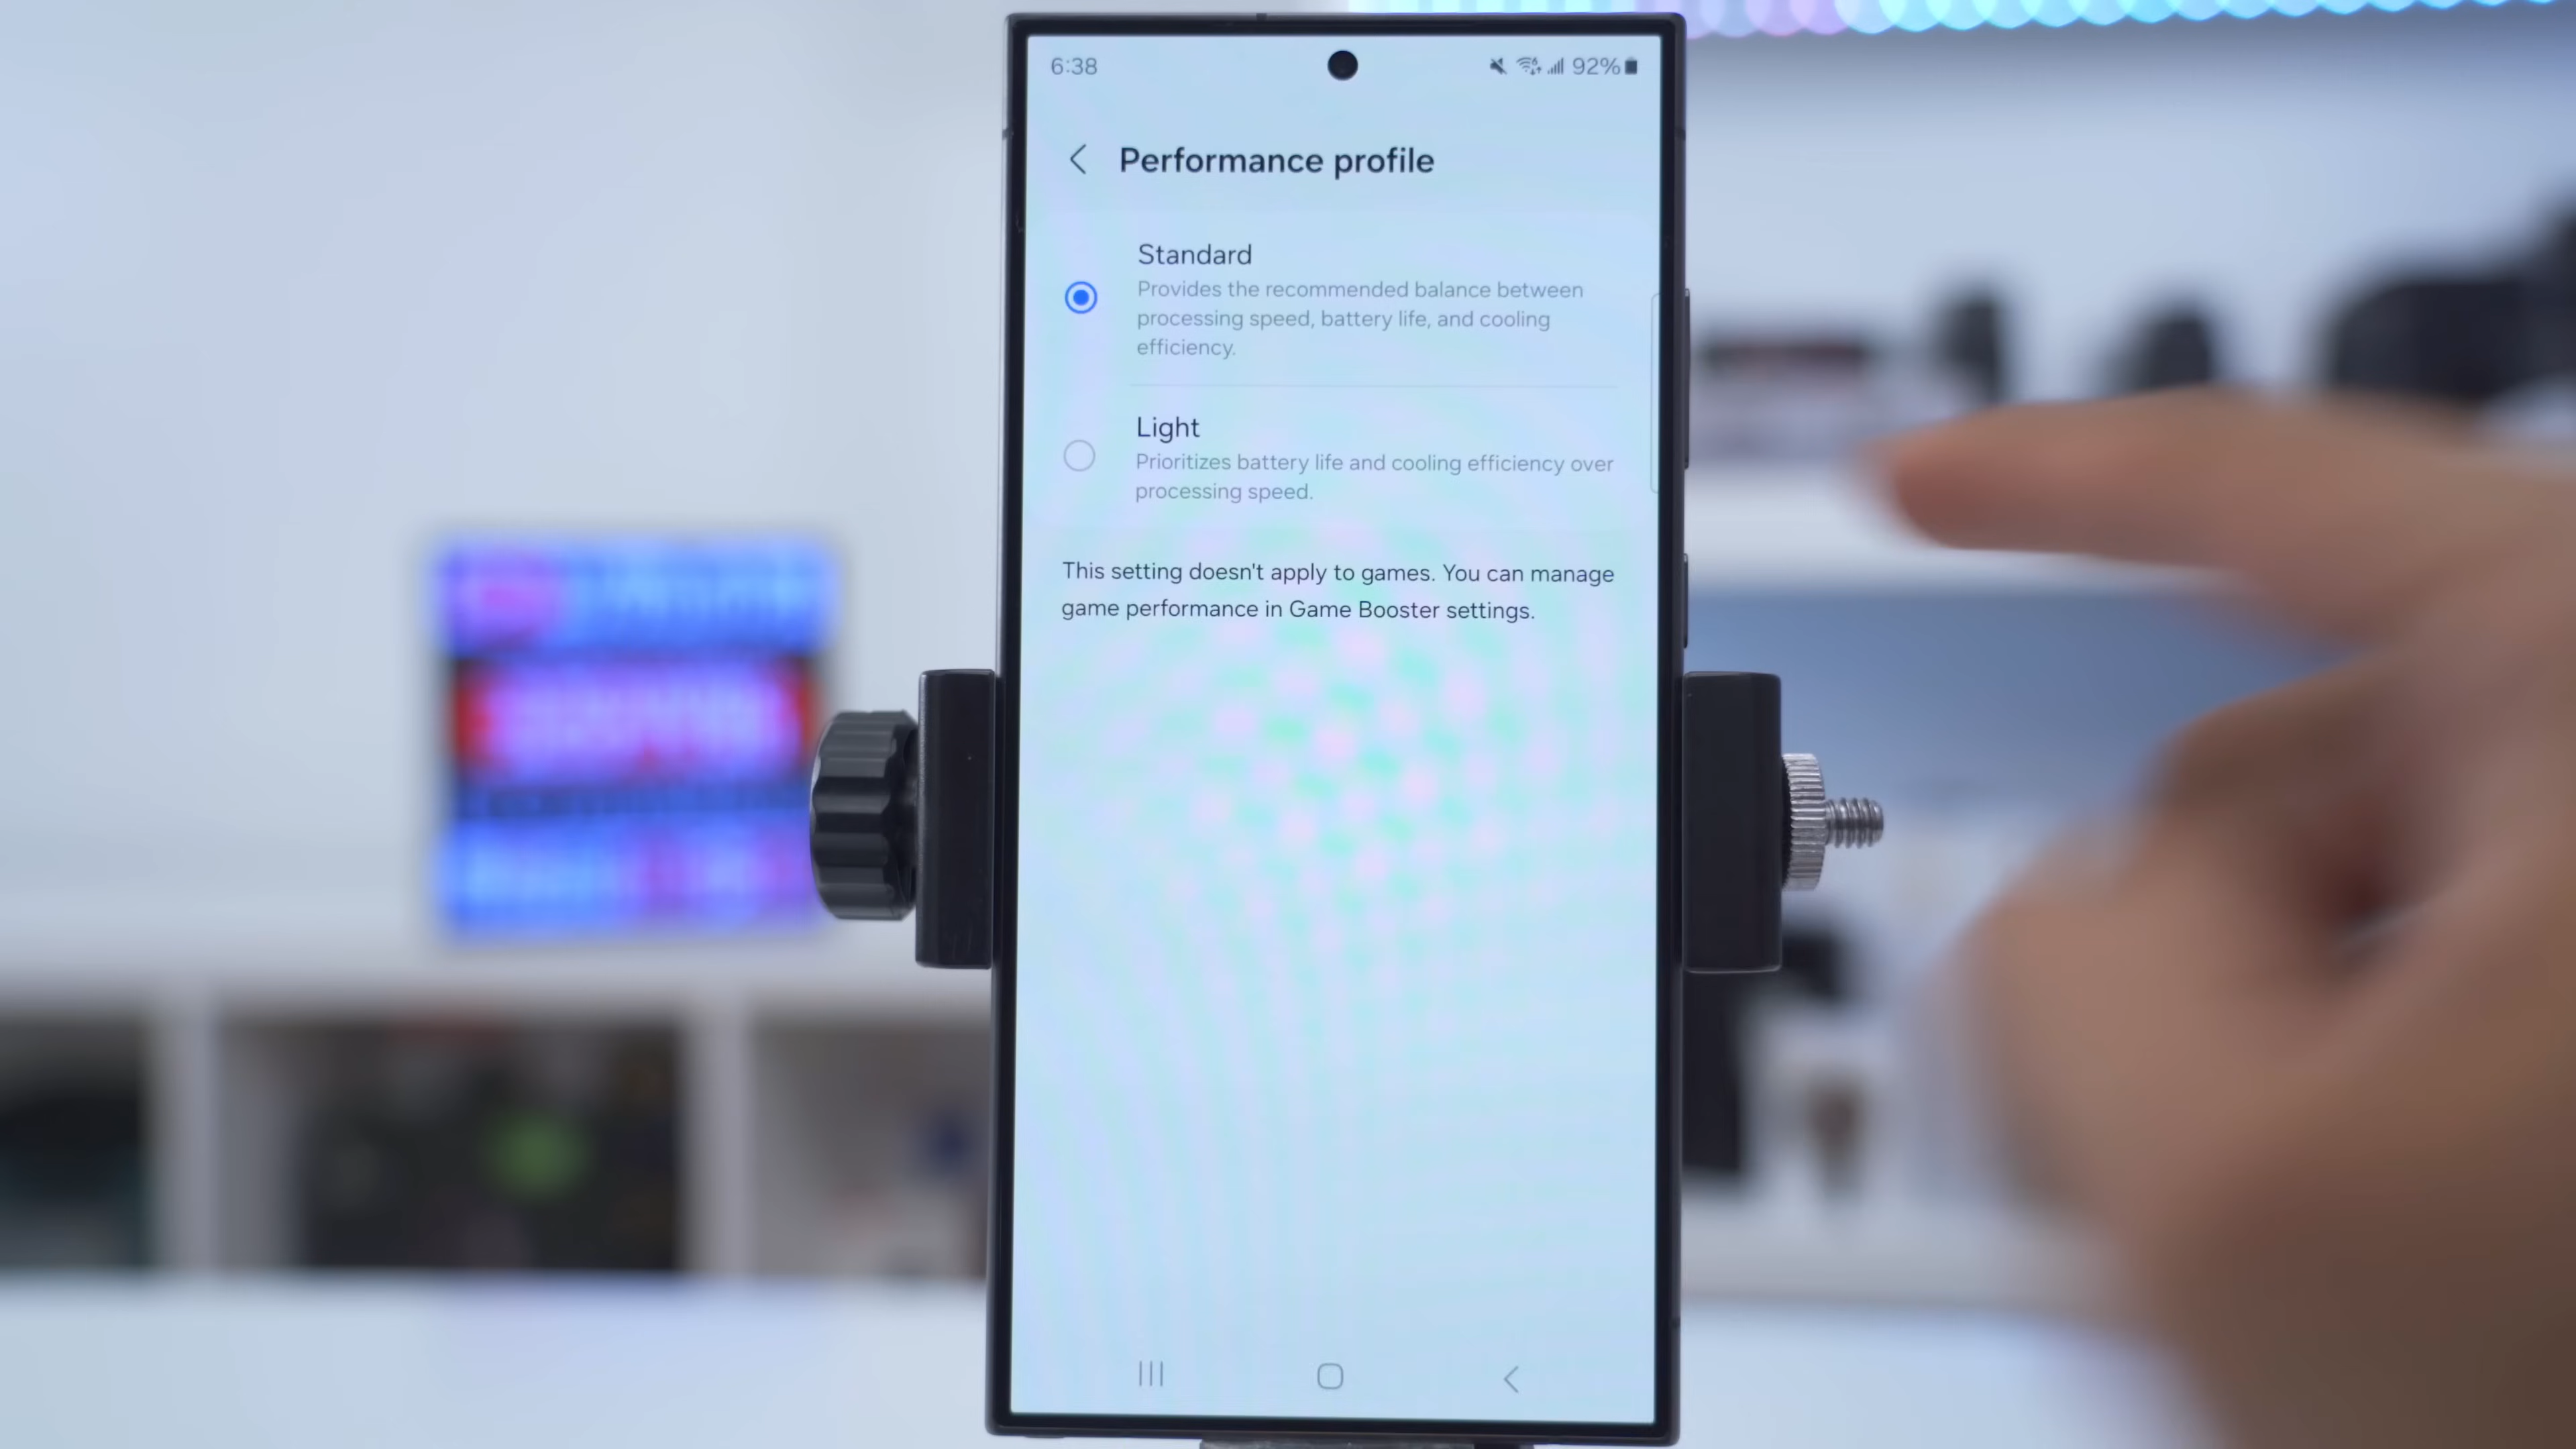 6:38
92%
Performance profile
Standard
Provides the recommended balance between
processing speed, battery life, and cooling
efficiency.
Light
Prioritizes battery life and cooling efficiency over
processing speed.
This setting doesn't apply to games. You can manage
game performance in Game Booster settings.